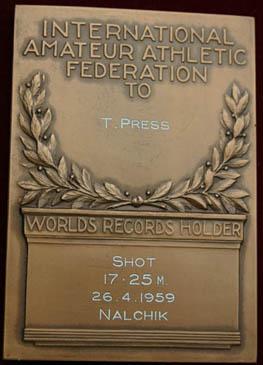 INTERNATIONAL
AMATEUR ATHLETIC
FEDERATION
TO
T. PRESS
WORLDS RECORDS HOLDER
SHOT
17·25 M.
26.4.1959
NALCHIK